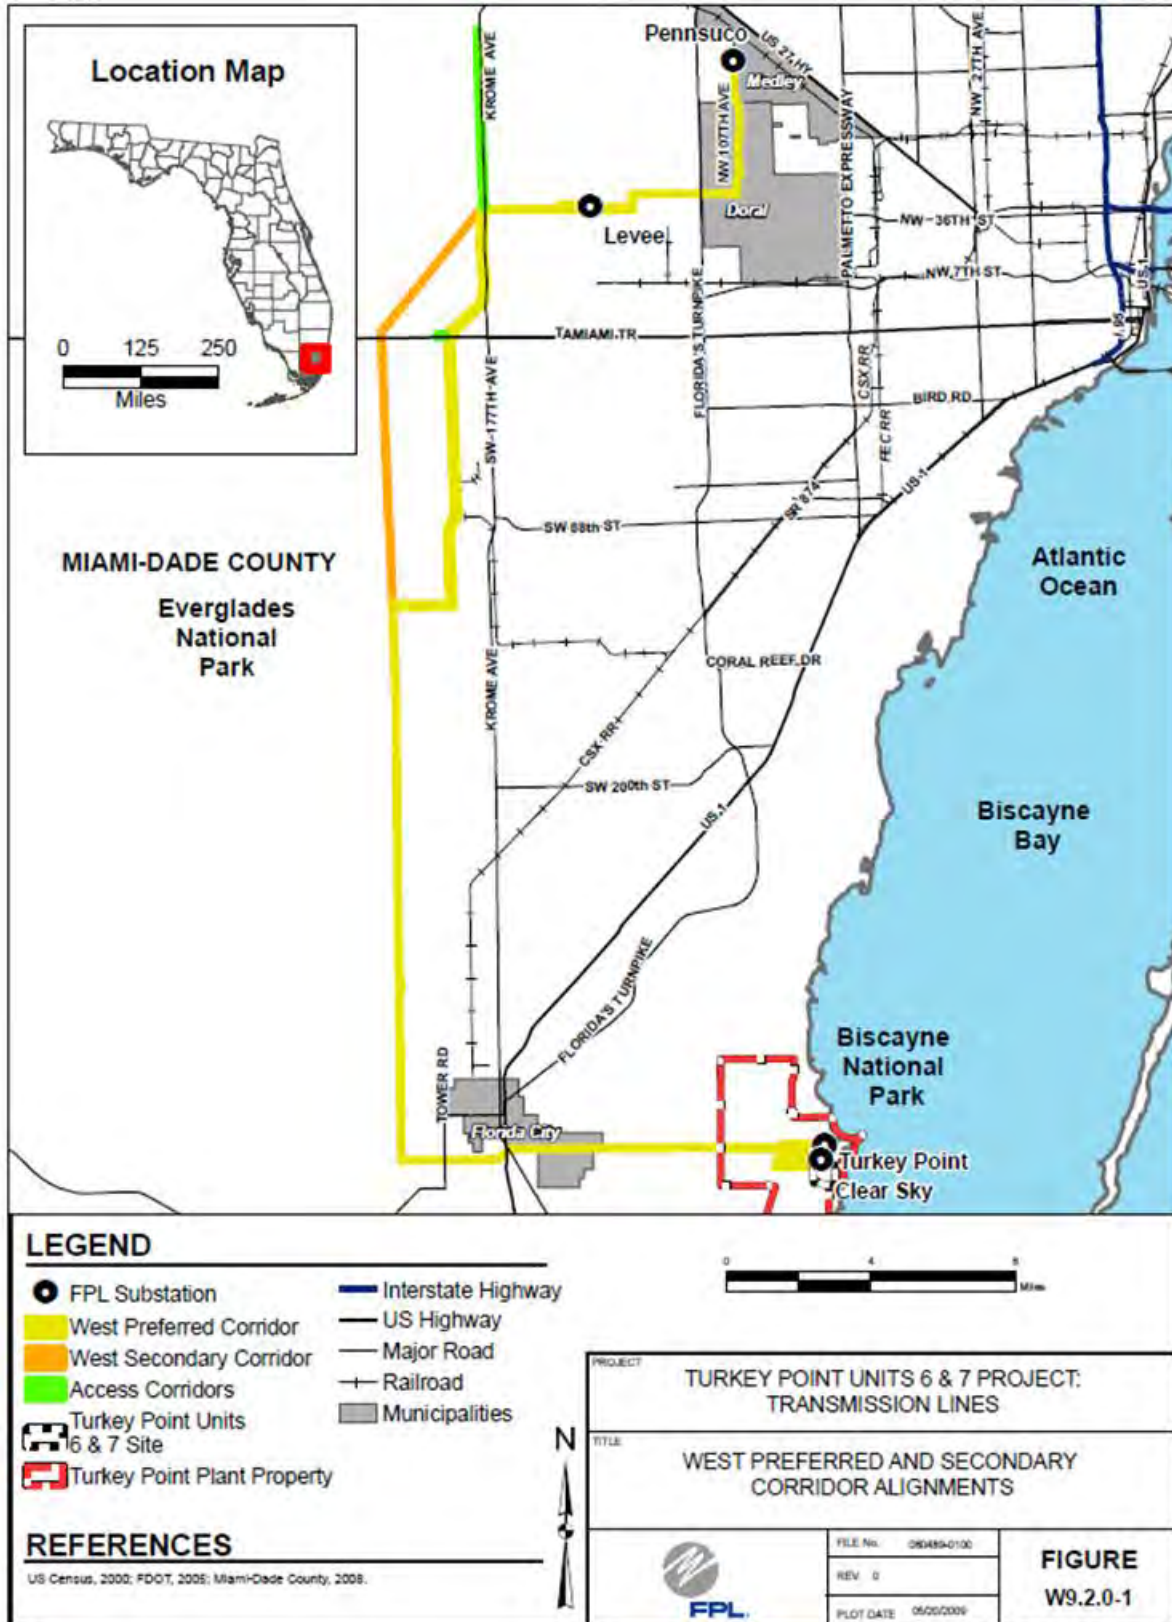 Location Map
0 125 250
Miles
KROME AVE
Pennsuco
US 27 HY
Medley
NW 107TH AVE
Doral
PALMETTO EXPRESSWAY
NW 27TH AVE
NW 36TH ST
NW 7TH ST
US 1
I 95
Levee
TAMIAMI TR
FLORIDA'S TURNPIKE
SW 177TH AVE
CSX RR
FEC RR
BIRD RD
US 1
SR 874
SW 88th ST
MIAMI-DADE COUNTY
Everglades
National
Park
Atlantic
Ocean
KROME AVE
CORAL REEF DR
CSX RR
SW 200th ST
US 1
Biscayne
Bay
FLORIDA'S TURNPIKE
TOWER RD
Florida City
Biscayne
National
Park
Turkey Point
Clear Sky
LEGEND
FPL Substation
West Preferred Corridor
West Secondary Corridor
Access Corridors
Turkey Point Units
6 & 7 Site
Turkey Point Plant Property
Interstate Highway
US Highway
Major Road
Railroad
Municipalities
0 4 8
Miles
N
REFERENCES
US Census, 2000; FDOT, 2005; Miami-Dade County, 2008.
PROJECT
TURKEY POINT UNITS 6 & 7 PROJECT:
TRANSMISSION LINES
TITLE
WEST PREFERRED AND SECONDARY
CORRIDOR ALIGNMENTS
FPL.
FILE No.
REV. 0
PLOT DATE 05/20/2009
FIGURE
W9.2.0-1